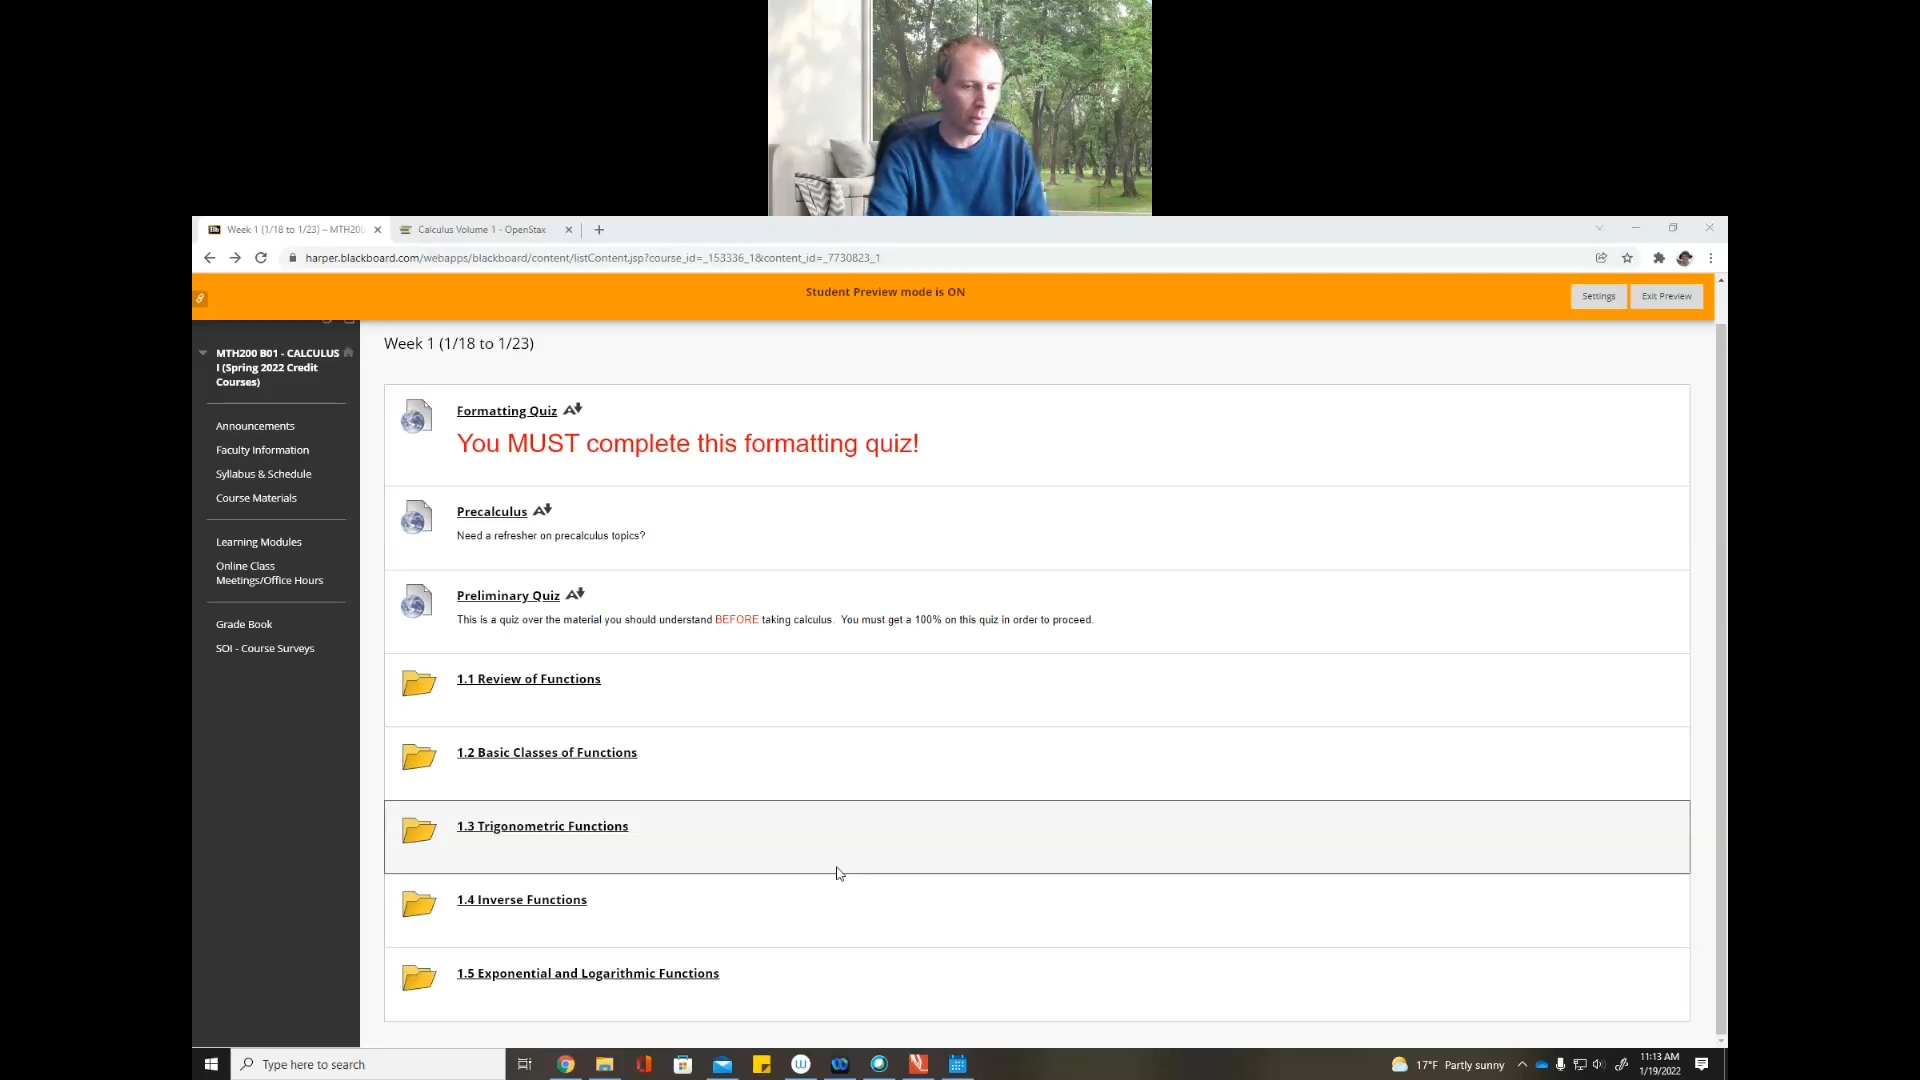 Week 1 (1/18 to 1/23) – MTH200
Calculus Volume 1 - OpenStax
harper.blackboard.com/webapps/blackboard/content/listContent.jsp?course_id=_153336_1&content_id=_7730823_1
Student Preview mode is ON
Settings
Exit Preview
MTH200 B01 - CALCULUS
I (Spring 2022 Credit
Courses)
Announcements
Faculty Information
Syllabus & Schedule
Course Materials
Learning Modules
Online Class
Meetings/Office Hours
Grade Book
SOI - Course Surveys
Week 1 (1/18 to 1/23)
Formatting Quiz
You MUST complete this formatting quiz!
Precalculus
Need a refresher on precalculus topics?
Preliminary Quiz
This is a quiz over the material you should understand BEFORE taking calculus.  You must get a 100% on this quiz in order to proceed.
1.1 Review of Functions
1.2 Basic Classes of Functions
1.3 Trigonometric Functions
1.4 Inverse Functions
1.5 Exponential and Logarithmic Functions
Type here to search
17°F Partly sunny
11:13 AM
1/19/2022